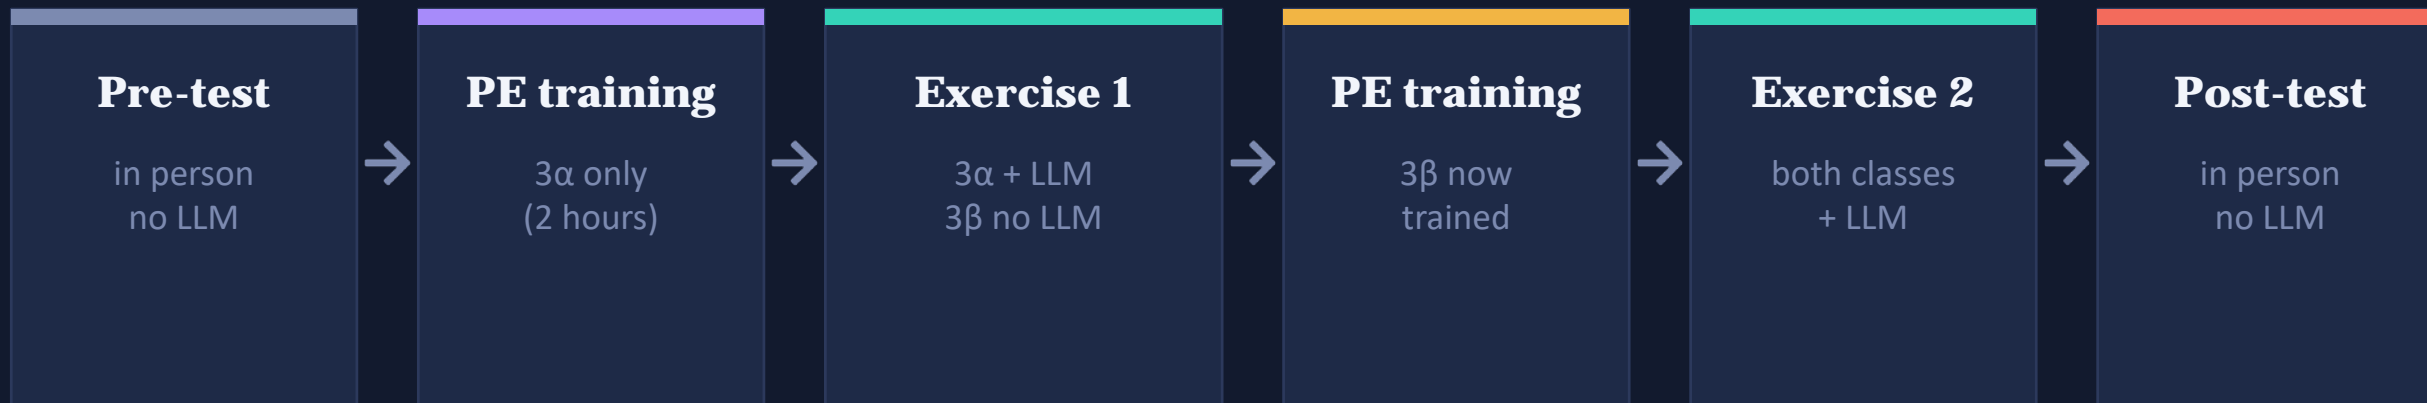 Pre-test
in person
no LLM
PE training
3α only
(2 hours)
Exercise 1
3α + LLM
3β no LLM
PE training
3β now
trained
Exercise 2
both classes
+ LLM
Post-test
in person
no LLM